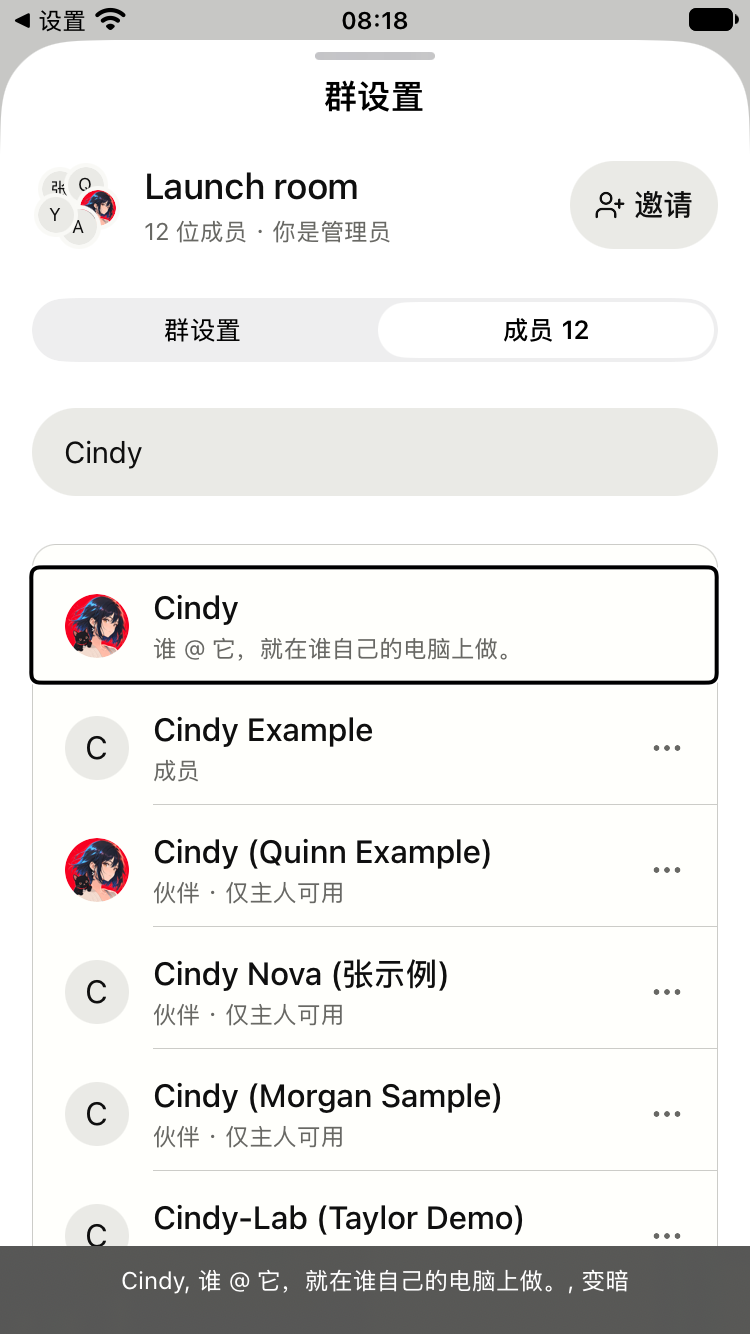 设置
08:18
群设置
张 Q
Y A
Launch room
12 位成员 · 你是管理员
邀请
群设置
成员 12
Cindy
Cindy
谁 @ 它，就在谁自己的电脑上做。
C
Cindy Example
成员
Cindy (Quinn Example)
伙伴 · 仅主人可用
C
Cindy Nova (张示例)
伙伴 · 仅主人可用
C
Cindy (Morgan Sample)
伙伴 · 仅主人可用
C
Cindy-Lab (Taylor Demo)
Cindy, 谁 @ 它，就在谁自己的电脑上做。, 变暗